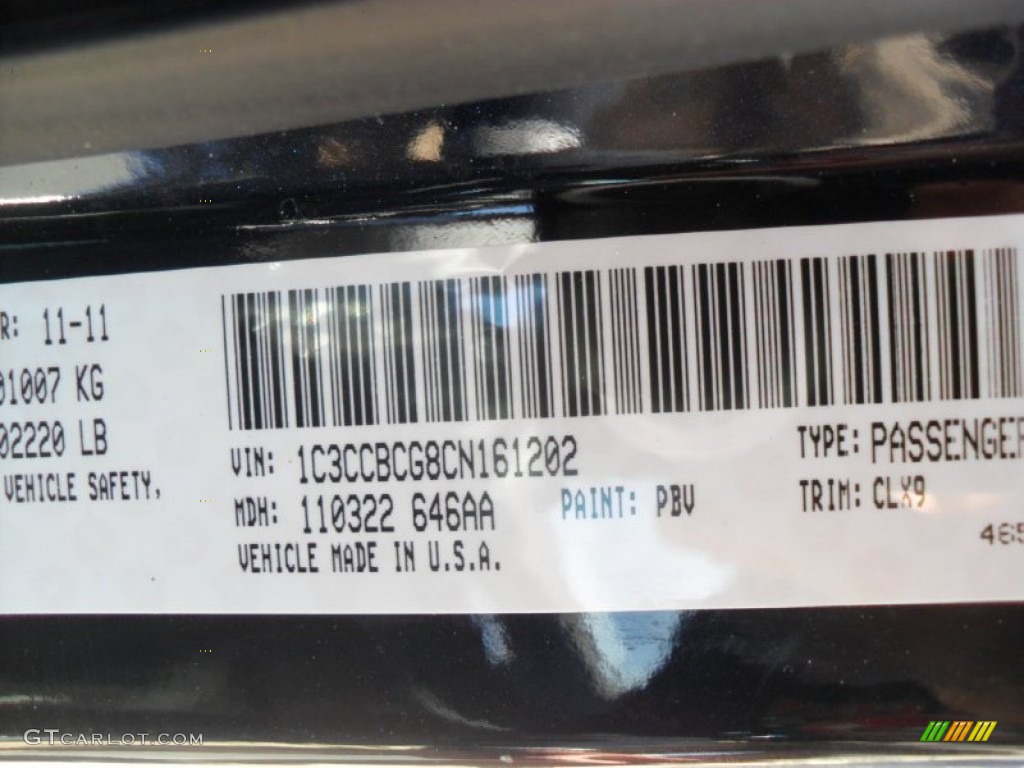 R: 11-11
01007 KG
02220 LB
VEHICLE SAFETY,
VIN: 1C3CCBCG8CN161202
MDH: 110322 646AA
PAINT: PBV
VEHICLE MADE IN U.S.A.
TYPE: PASSENGER
TRIM: CLX9
465
GTCARLOT.COM